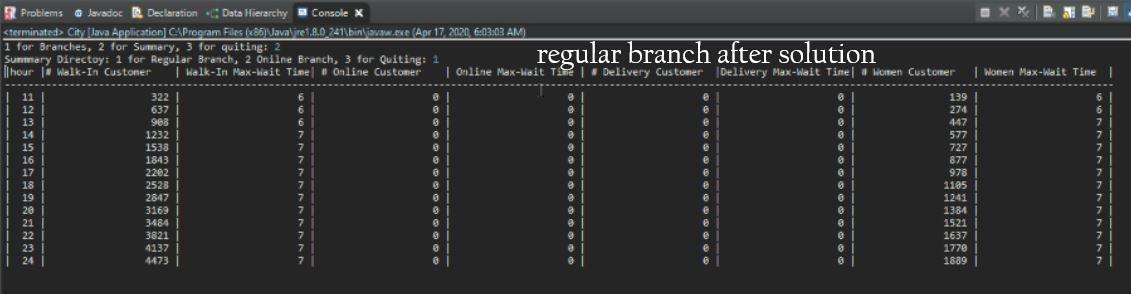 Problems @ Javadoc Declaration Data Hierarchy Console
<terminated> City [Java Application] C:\Program Files (x86)\Java\jre1.8.0_241\bin\javaw.exe (Apr 17, 2020, 6:03:03 AM)
1 for Branches, 2 for Summary, 3 for quiting: 2
regular branch after solution
Summmary Directoy: 1 for Regular Branch, 2 Online Branch, 3 for Quiting: 1
|hour |# Walk-In Customer | Walk-In Max-Wait Time| # Online Customer | Online Max-Wait Time | # Delivery Customer |Delivery Max-Wait Time| # Women Customer | Women Max-Wait Time |
| 11 | 322 | 6 | 0 | 0 | 0 | 0 | 139 | 6 |
| 12 | 637 | 6 | 0 | 0 | 0 | 0 | 274 | 6 |
| 13 | 908 | 6 | 0 | 0 | 0 | 0 | 447 | 7 |
| 14 | 1232 | 7 | 0 | 0 | 0 | 0 | 577 | 7 |
| 15 | 1538 | 7 | 0 | 0 | 0 | 0 | 727 | 7 |
| 16 | 1843 | 7 | 0 | 0 | 0 | 0 | 877 | 7 |
| 17 | 2202 | 7 | 0 | 0 | 0 | 0 | 978 | 7 |
| 18 | 2528 | 7 | 0 | 0 | 0 | 0 | 1105 | 7 |
| 19 | 2847 | 7 | 0 | 0 | 0 | 0 | 1241 | 7 |
| 20 | 3169 | 7 | 0 | 0 | 0 | 0 | 1384 | 7 |
| 21 | 3484 | 7 | 0 | 0 | 0 | 0 | 1521 | 7 |
| 22 | 3821 | 7 | 0 | 0 | 0 | 0 | 1637 | 7 |
| 23 | 4137 | 7 | 0 | 0 | 0 | 0 | 1770 | 7 |
| 24 | 4473 | 7 | 0 | 0 | 0 | 0 | 1889 | 7 |